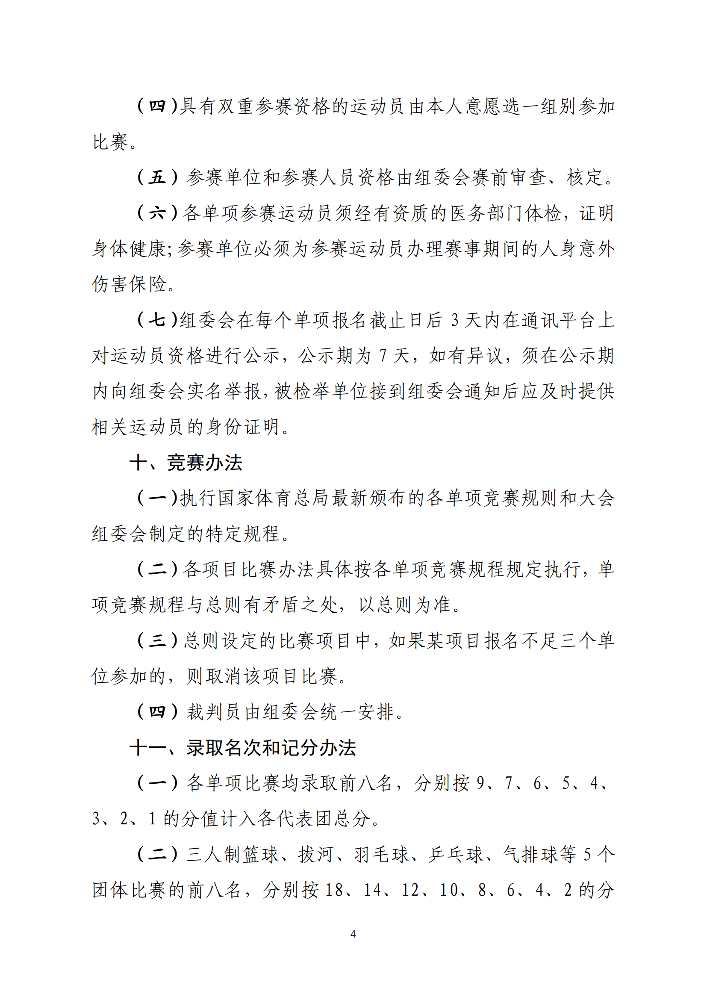 （四）具有双重参赛资格的运动员由本人意愿选一组别参加
比赛。
（五）参赛单位和参赛人员资格由组委会赛前审查、核定。
（六）各单项参赛运动员须经有资质的医务部门体检，证明
身体健康；参赛单位必须为参赛运动员办理赛事期间的人身意外
伤害保险。
（七）组委会在每个单项报名截止日后 3 天内在通讯平台上
对运动员资格进行公示，公示期为 7 天，如有异议，须在公示期
内向组委会实名举报，被检举单位接到组委会通知后应及时提供
相关运动员的身份证明。
十、竞赛办法
（一）执行国家体育总局最新颁布的各单项竞赛规则和大会
组委会制定的特定规程。
（二）各项目比赛办法具体按各单项竞赛规程规定执行，单
项竞赛规程与总则有矛盾之处，以总则为准。
（三）总则设定的比赛项目中，如果某项目报名不足三个单
位参加的，则取消该项目比赛。
（四）裁判员由组委会统一安排。
十一、录取名次和记分办法
（一）各单项比赛均录取前八名，分别按 9、7、6、5、4、
3、2、1 的分值计入各代表团总分。
（二）三人制篮球、拔河、羽毛球、乒乓球、气排球等 5 个
团体比赛的前八名，分别按 18、14、12、10、8、6、4、2 的分
4